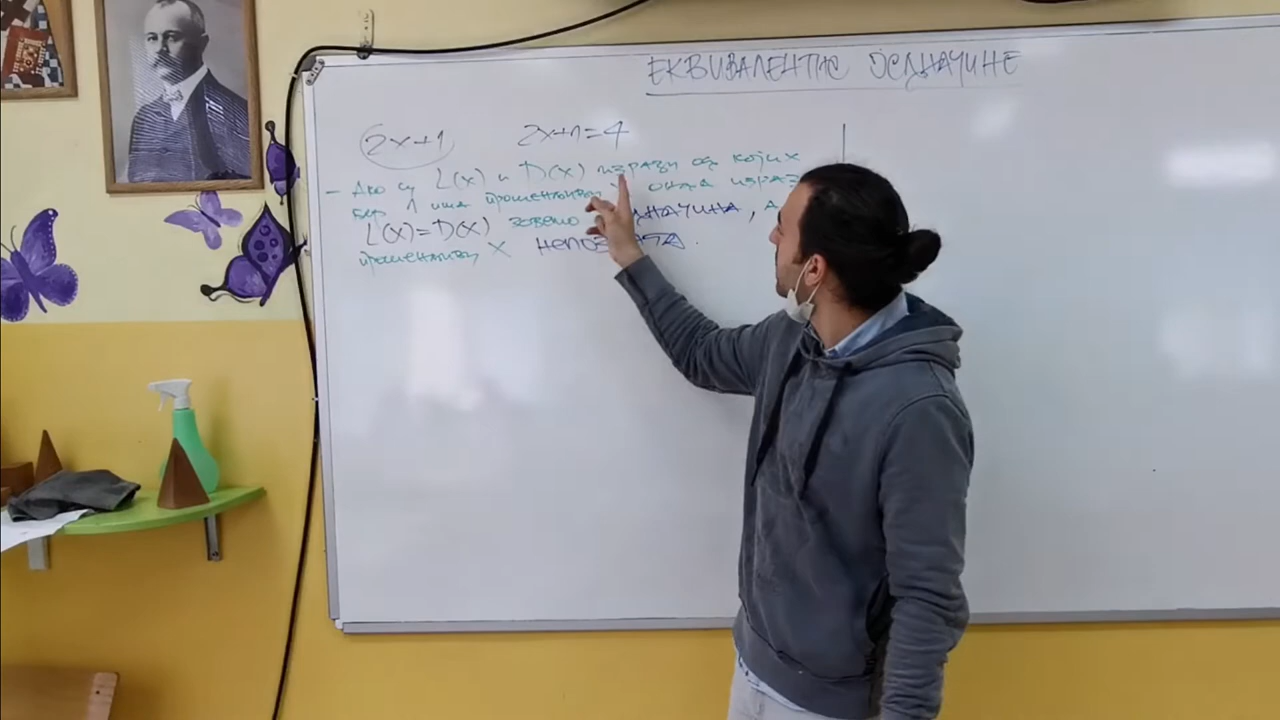 ЕКВИВАЛЕНТНЕ ЈЕДНАЧИНЕ
2x+1 2x+1=4
- Ако су L(x) и D(x) изрази од којих
бар 1 има променљиву онда израз
L(x)=D(x) зовемо , а
променљиву x НЕПОЗНАТА.